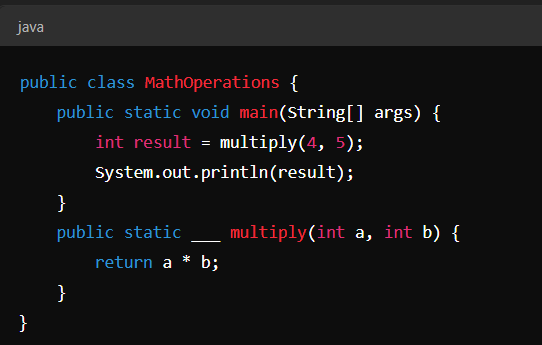 java
public class MathOperations {
    public static void main(String[] args) {
        int result = multiply(4, 5);
        System.out.println(result);
    }
    public static ___ multiply(int a, int b) {
        return a * b;
    }
}